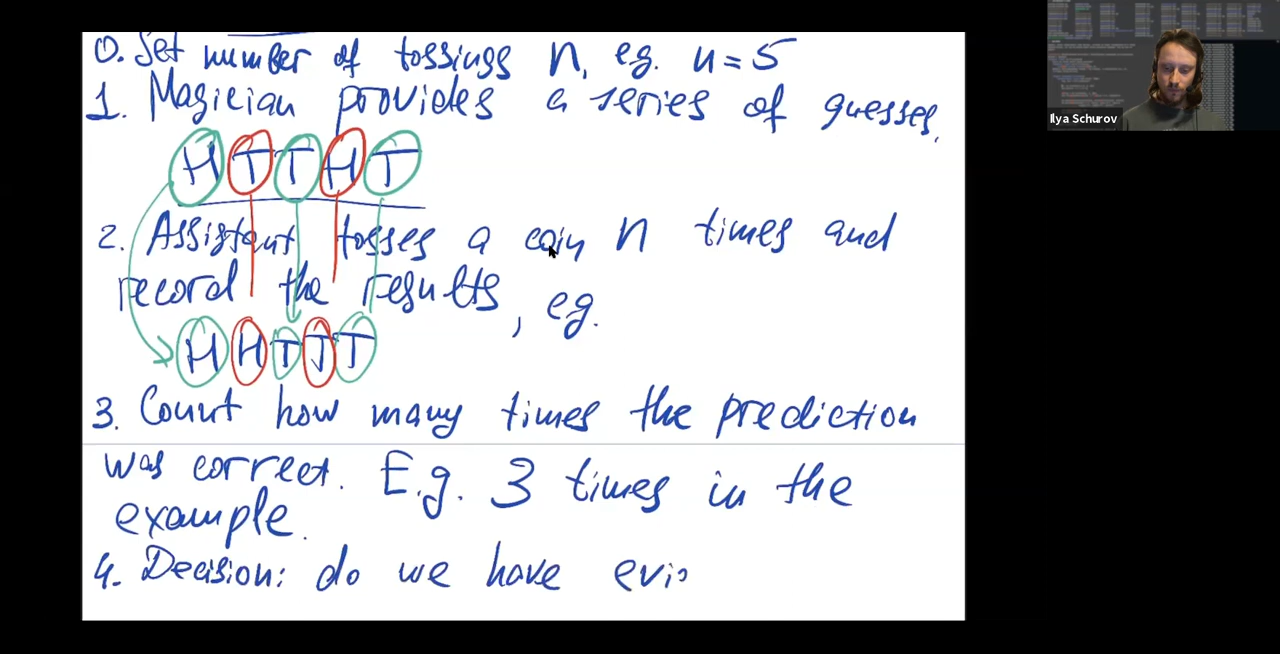 0. Set number of tossings n, e.g. n = 5
1. Magician provides a series of guesses.
H T T H T
2. Assistant tosses a coin n times and
record the results, e.g.
H H T T T
3. Count how many times the prediction
was correct. E.g. 3 times in the
example.
4. Decision: do we have evi
Ilya Schurov